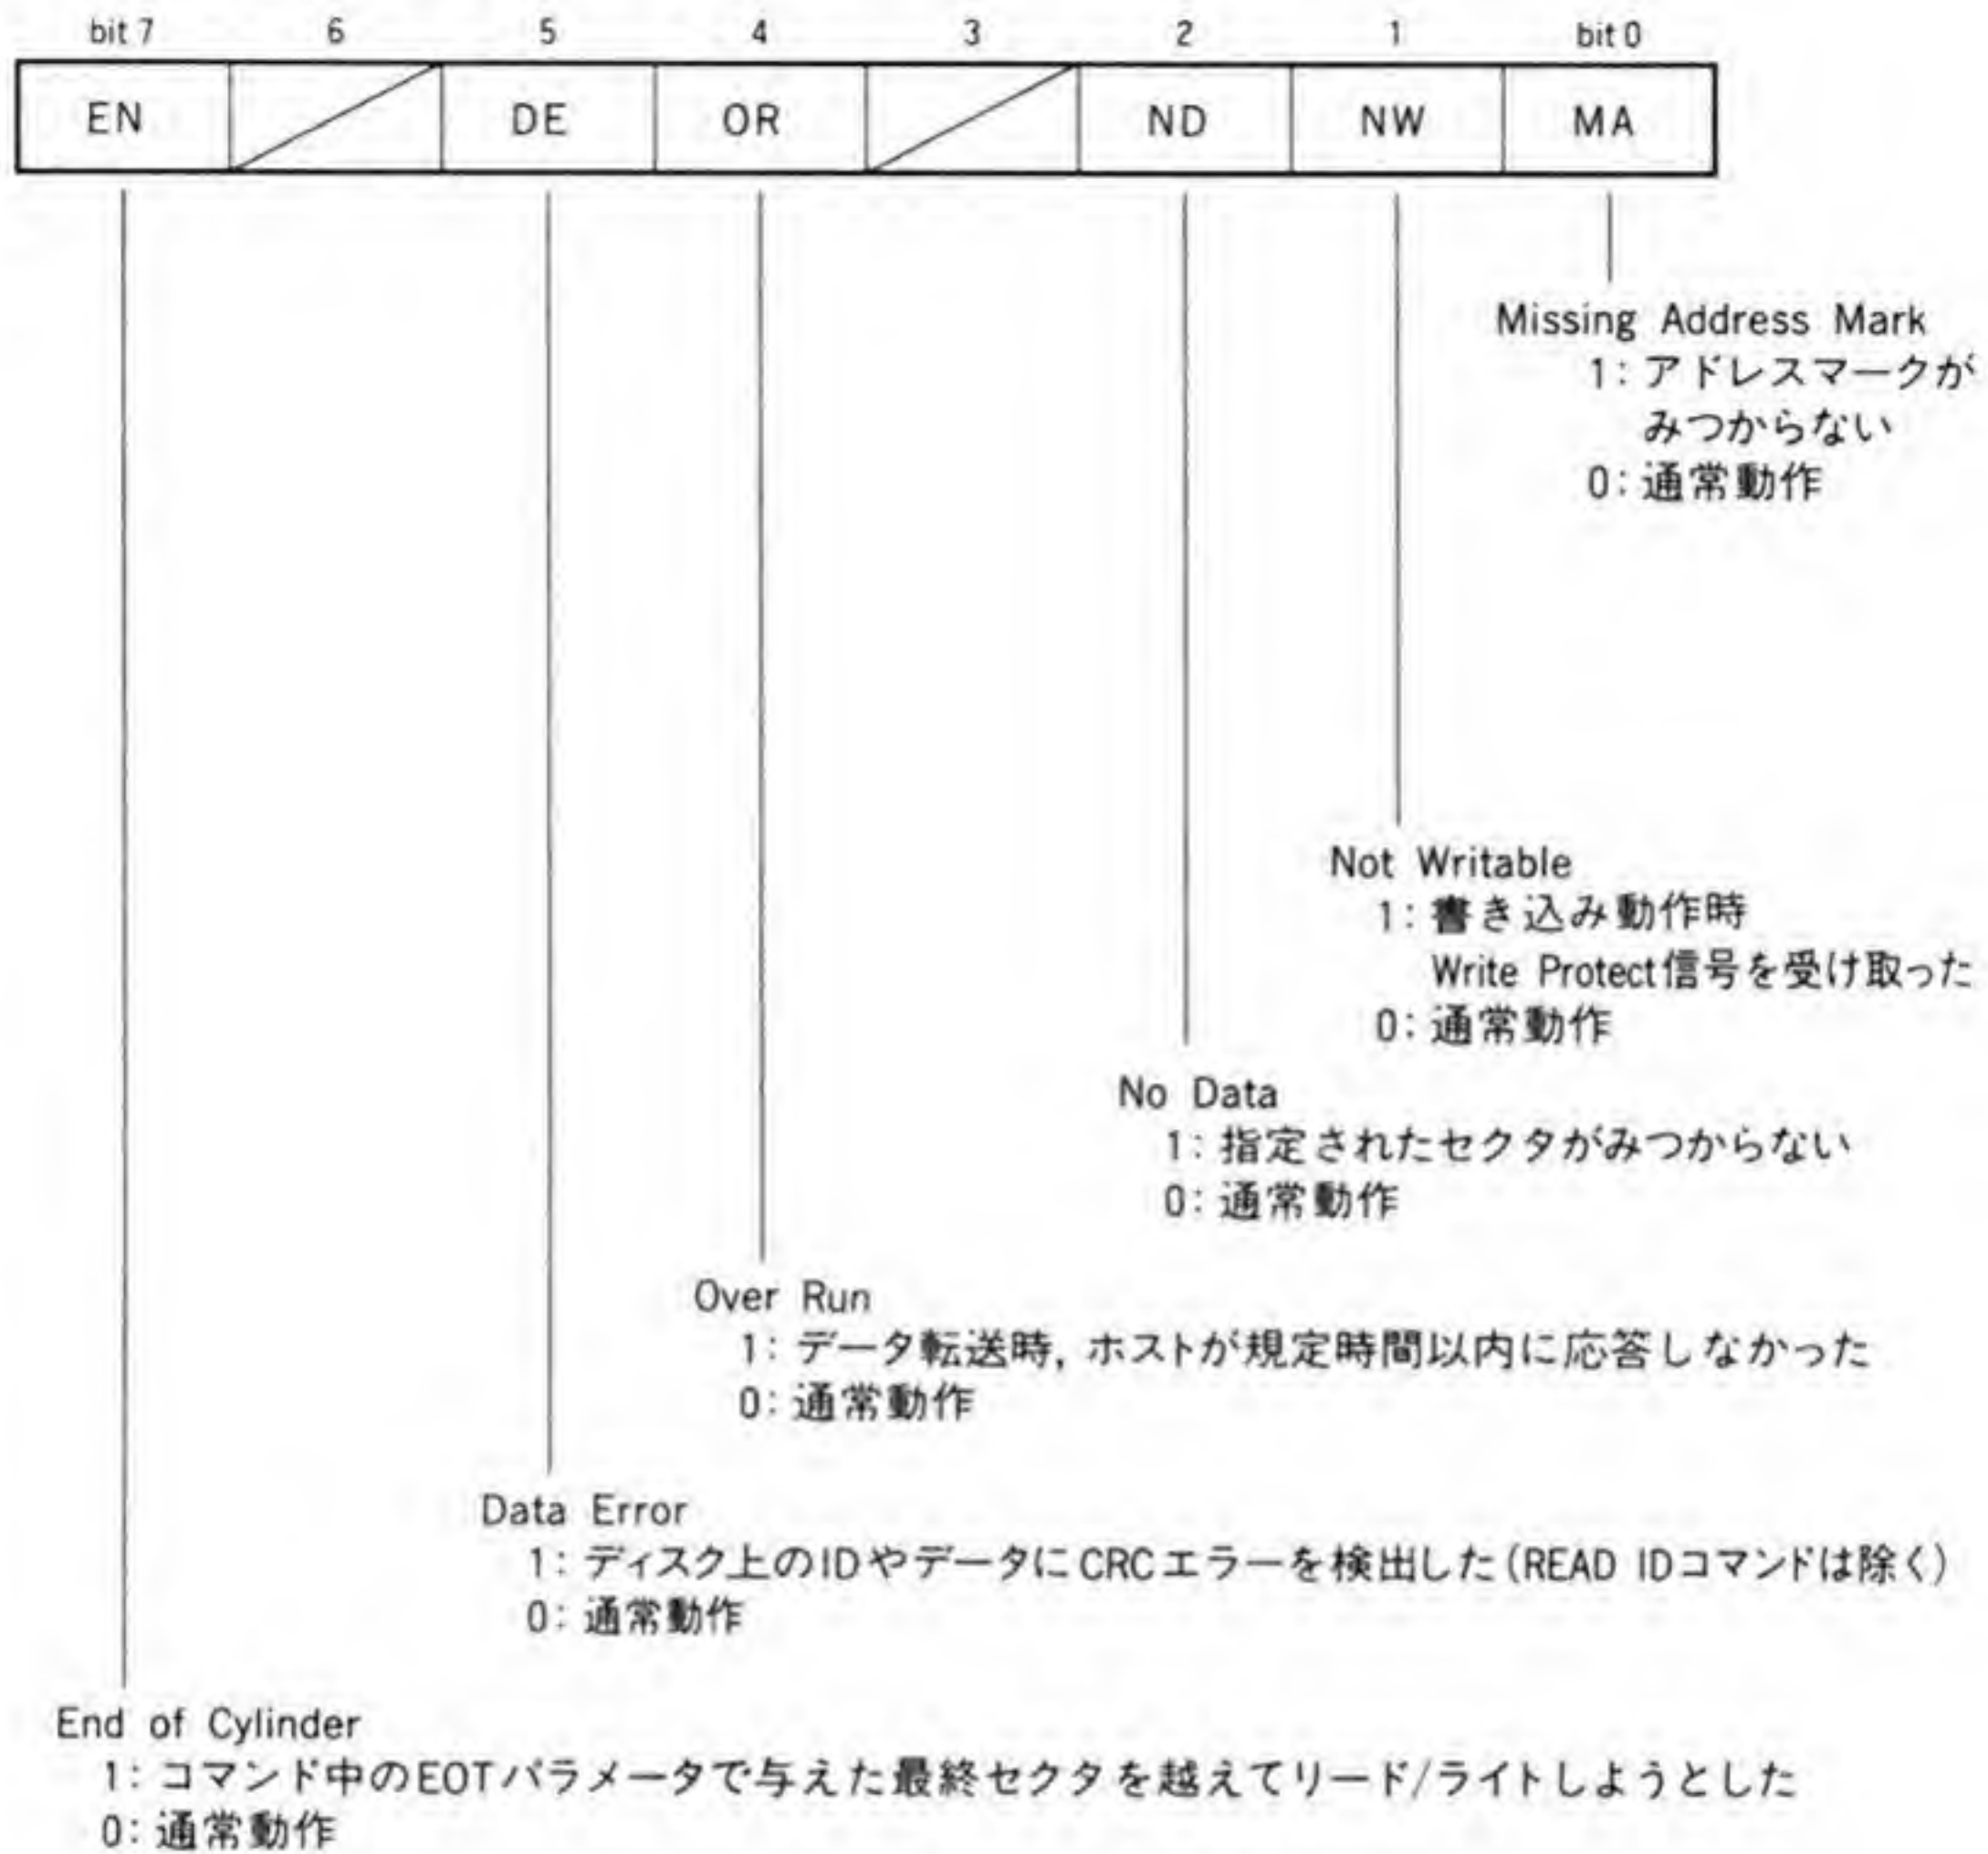 bit 7 6 5 4 3 2 1 bit 0
EN DE OR ND NW MA
Missing Address Mark
1: アドレスマークが
みつからない
0: 通常動作
Not Writable
1: 書き込み動作時
Write Protect信号を受け取った
0: 通常動作
No Data
1: 指定されたセクタがみつからない
0: 通常動作
Over Run
1: データ転送時, ホストが規定時間以内に応答しなかった
0: 通常動作
Data Error
1: ディスク上のIDやデータにCRCエラーを検出した(READ IDコマンドは除く)
0: 通常動作
End of Cylinder
1: コマンド中のEOTパラメータで与えた最終セクタを越えてリード/ライトしようとした
0: 通常動作